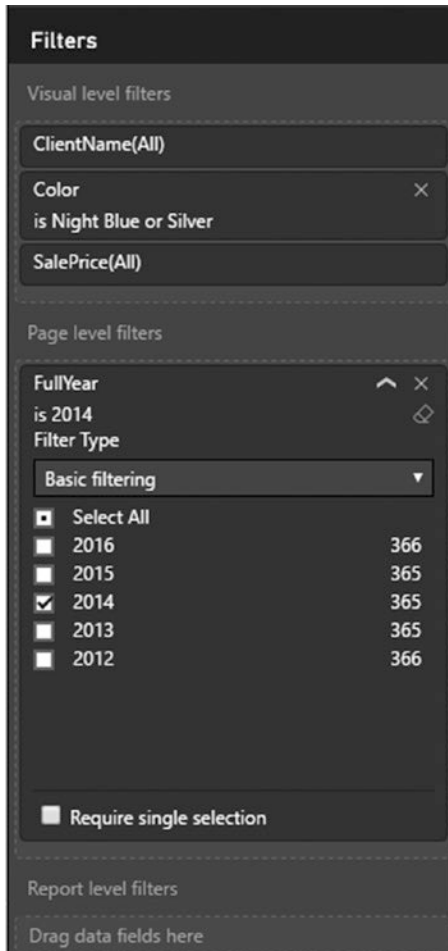 Filters
Visual level filters
ClientName(All)
Color
is Night Blue or Silver
SalePrice(All)
Page level filters
FullYear
is 2014
Filter Type
Basic filtering
Select All
2016 366
2015 365
2014 365
2013 365
2012 366
Require single selection
Report level filters
Drag data fields here